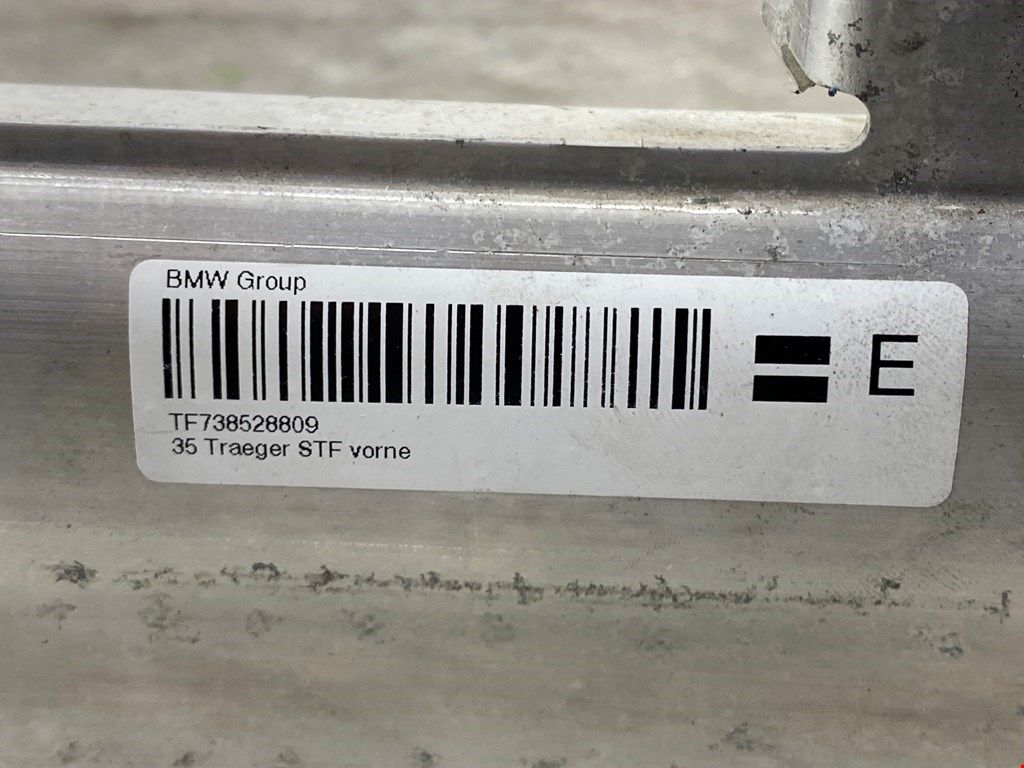 BMW Group
E
TF738528809
35 Traeger STF vorne